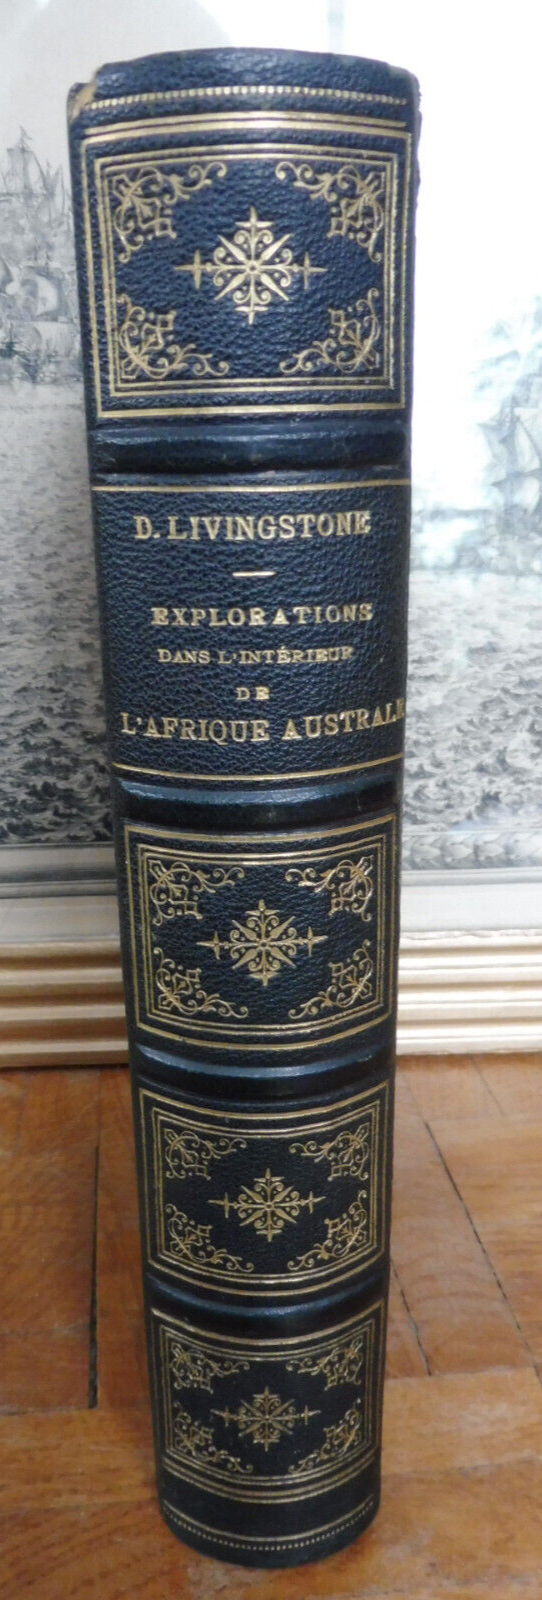 D. LIVINGSTONE
EXPLORATIONS
DANS L'INTÉRIEUR
DE
L'AFRIQUE AUSTRALE